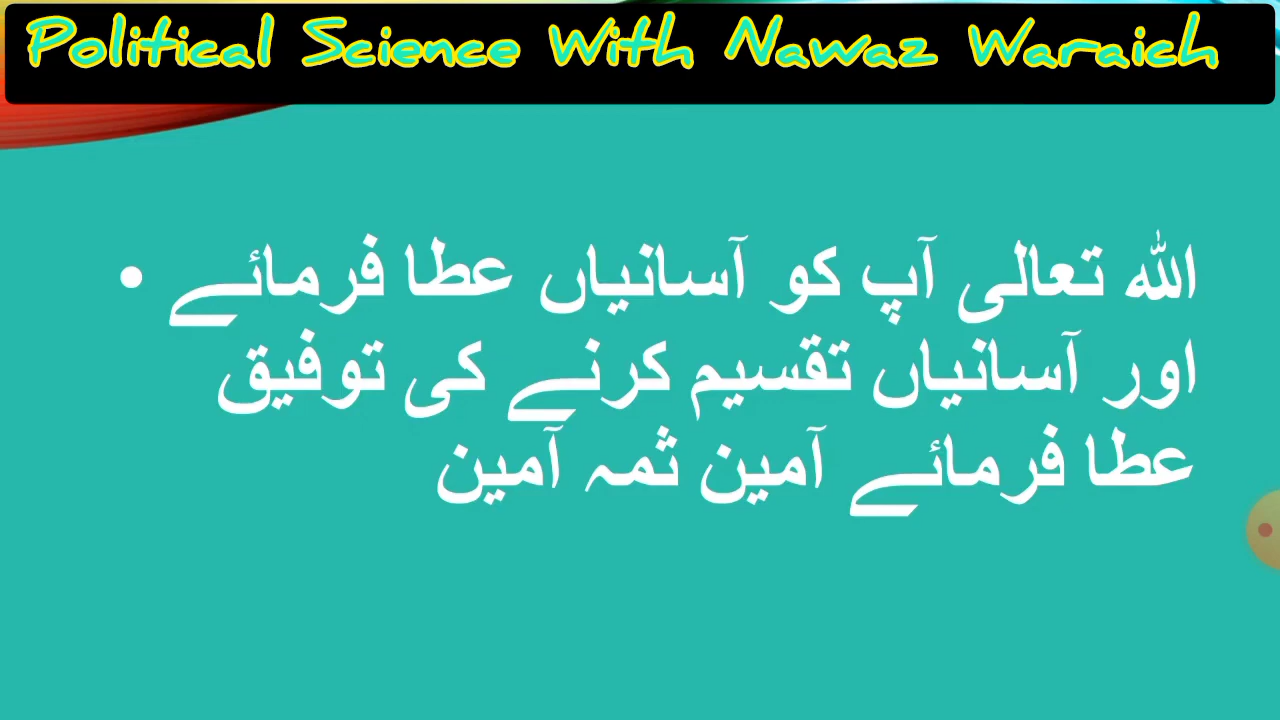 Political Science With Nawaz Waraich
الله تعالی آپ کو آسانیاں عطا فرمائے •
اور آسانیاں تقسیم کرنے کی توفیق
عطا فرمائے آمین ثمہ آمین